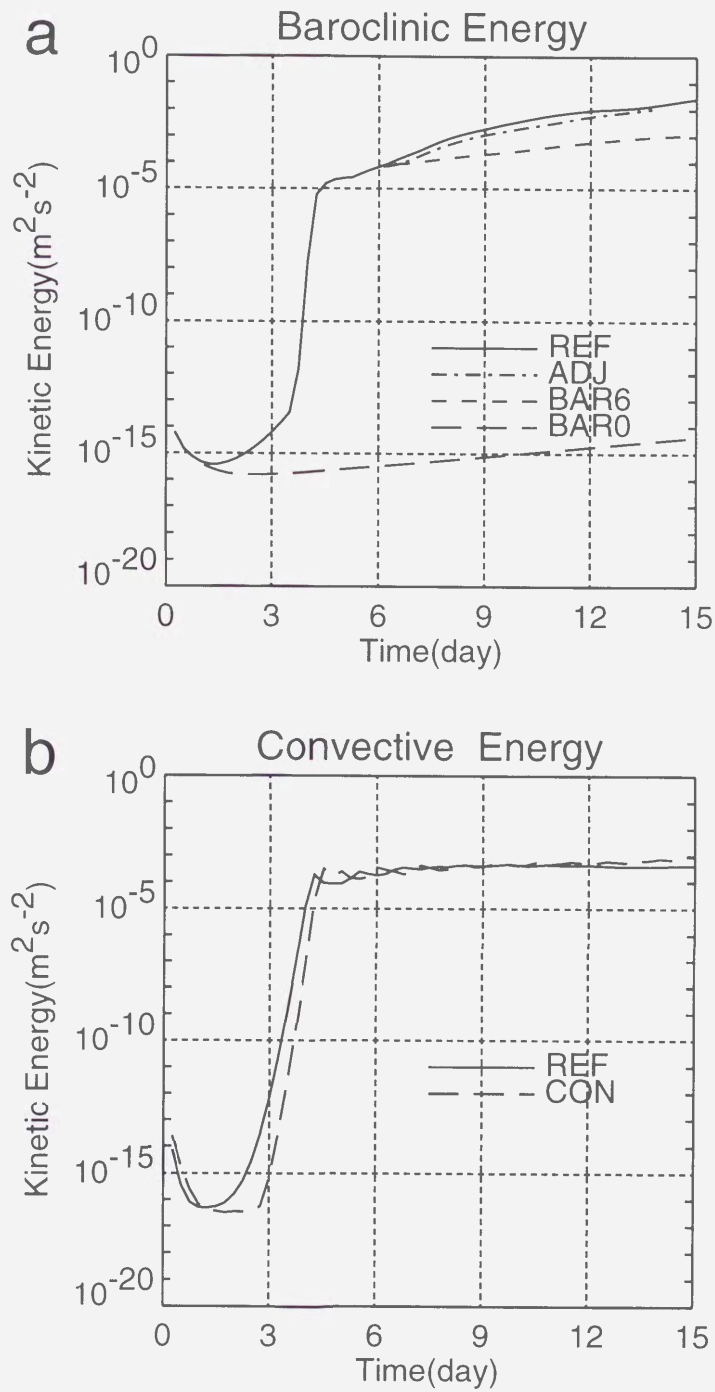 a
Baroclinic Energy
10^0
10^-5
10^-10
10^-15
10^-20
Kinetic Energy(m^2s^-2)
REF
ADJ
BAR6
BAR0
0 3 6 9 12 15
Time(day)
b
Convective Energy
10^0
10^-5
10^-10
10^-15
10^-20
Kinetic Energy(m^2s^-2)
REF
CON
0 3 6 9 12 15
Time(day)